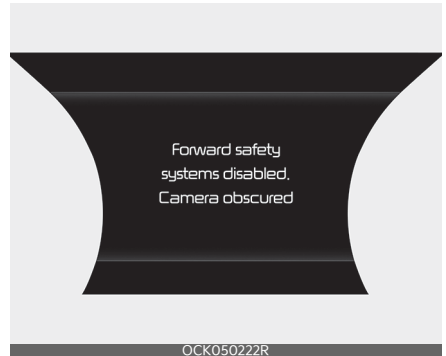 Forward safety
systems disabled.
Camera obscured
OCK050222R